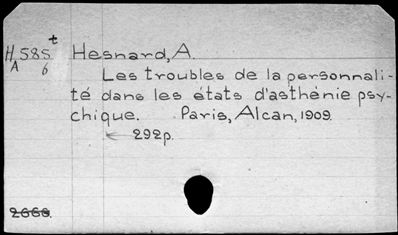 H585t Hesnard, A.
A 6 Les troubles de la personnali-
té dans les états d'asthénie psy-
chique. Paris, Alcan, 1909.
292p.
2668.